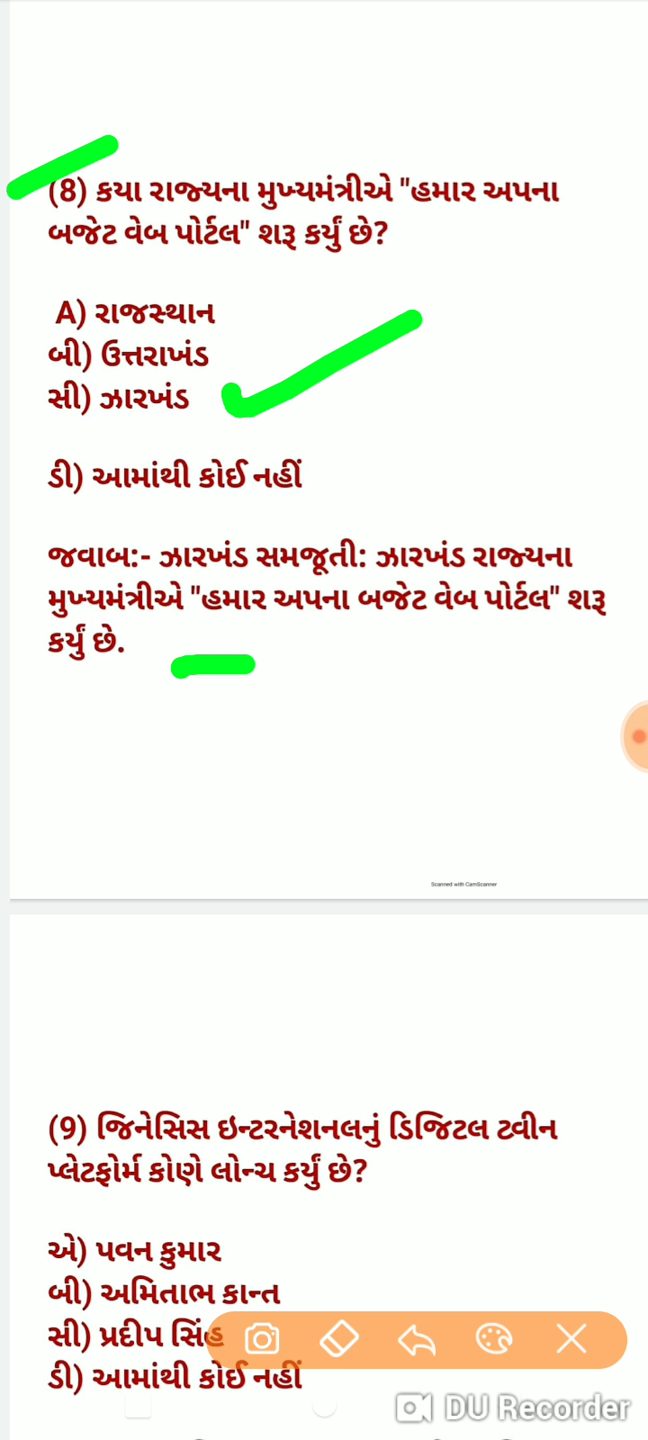 (8) કયા રાજ્યના મુખ્યમંત્રીએ "હમાર અપના
બજેટ વેબ પોર્ટલ" શરૂ કર્યું છે?
A) રાજસ્થાન
બી) ઉત્તરાખંડ
સી) ઝારખંડ
ડી) આમાંથી કોઈ નહીં
જવાબ:- ઝારખંડ સમજૂતી: ઝારખંડ રાજ્યના
મુખ્યમંત્રીએ "હમાર અપના બજેટ વેબ પોર્ટલ" શરૂ
કર્યું છે.
Scanned with CamScanner
(9) જિનેસિસ ઇન્ટરનેશનલનું ડિજિટલ ટ્વીન
પ્લેટફોર્મ કોણે લોન્ચ કર્યું છે?
એ) પવન કુમાર
બી) અમિતાભ કાન્ત
સી) પ્રદીપ સિંહ
ડી) આમાંથી કોઈ નહીં
DU Recorder